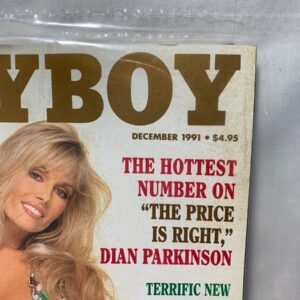 YBOY
DECEMBER 1991 • $4.95
THE HOTTEST
NUMBER ON
“THE PRICE
IS RIGHT,”
DIAN PARKINSON
TERRIFIC NEW